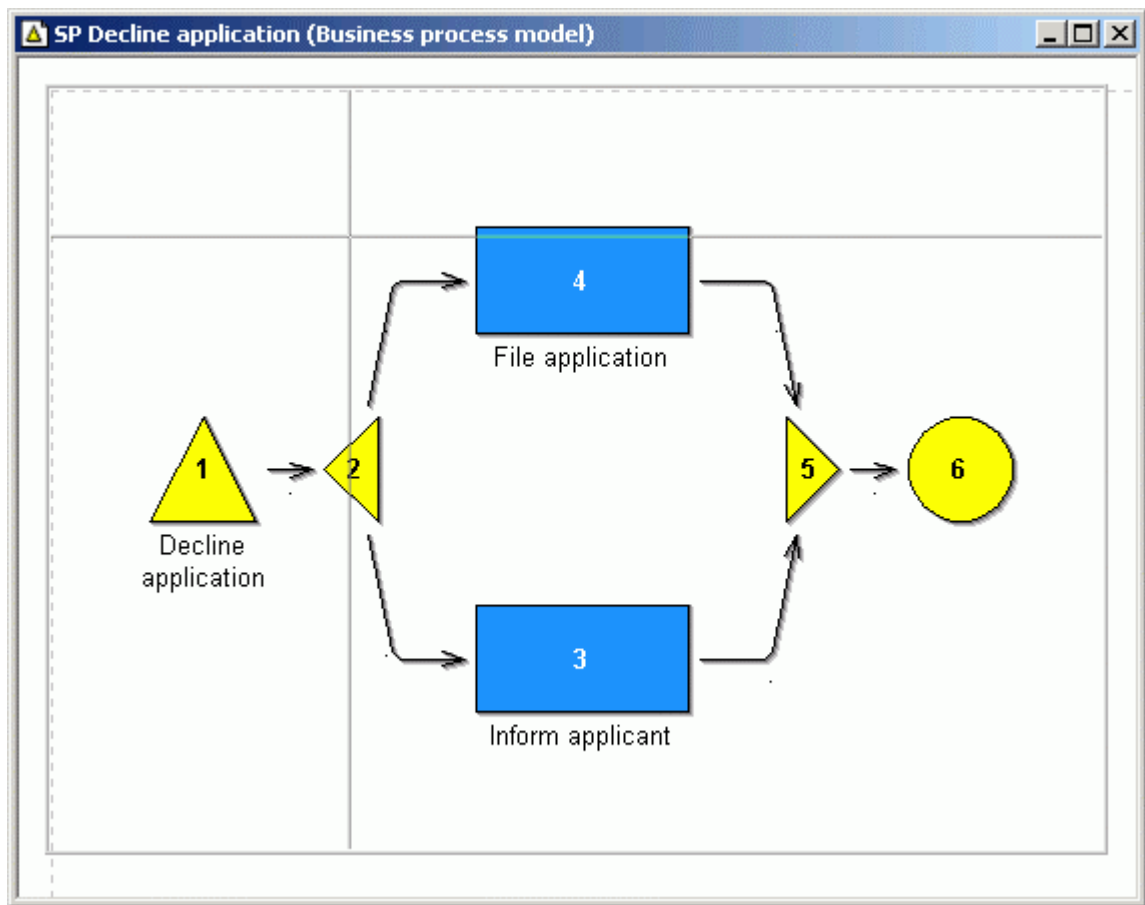 SP Decline application (Business process model)
4
File application
1
2
5
6
Decline
application
3
Inform applicant